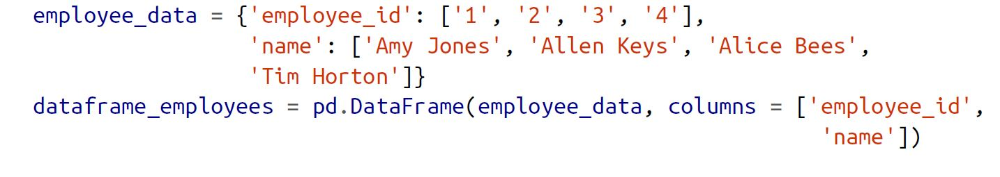 employee_data = {'employee_id': ['1', '2', '3', '4'],
'name': ['Amy Jones', 'Allen Keys', 'Alice Bees',
'Tim Horton']}
dataframe_employees = pd.DataFrame(employee_data, columns = ['employee_id',
'name'])